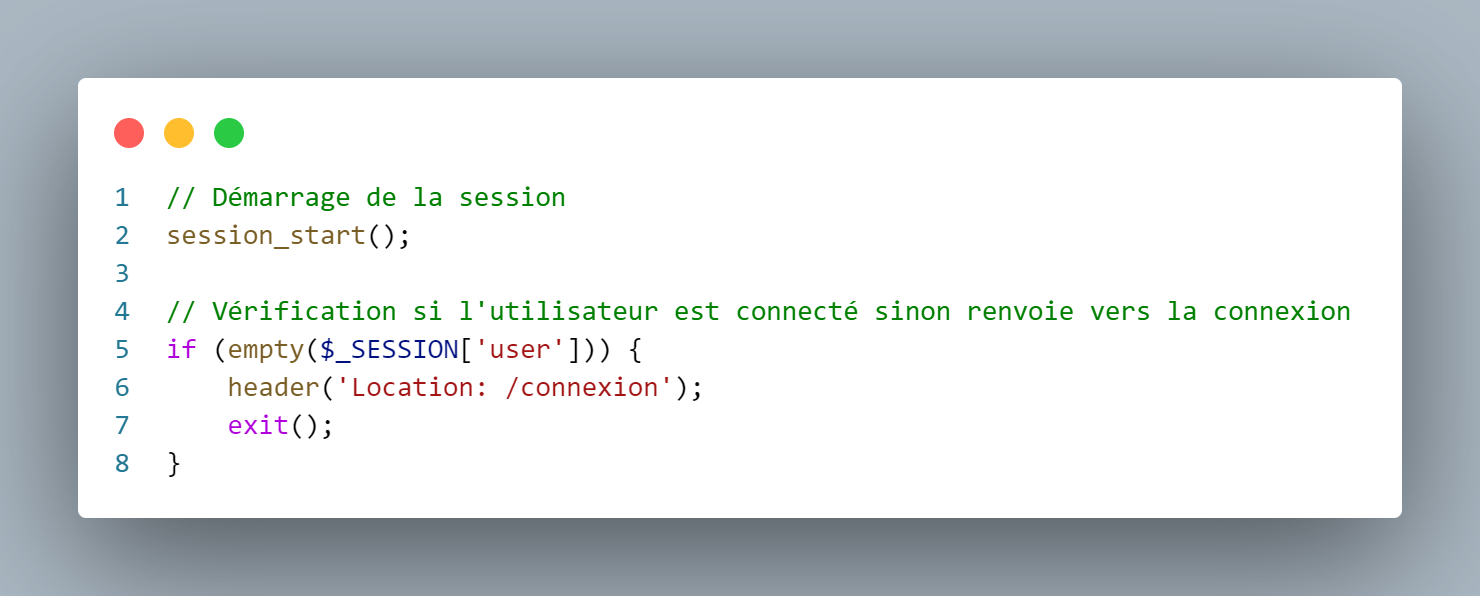 1 // Démarrage de la session
2 session_start();
3
4 // Vérification si l'utilisateur est connecté sinon renvoie vers la connexion
5 if (empty($_SESSION['user'])) {
6     header('Location: /connexion');
7     exit();
8 }